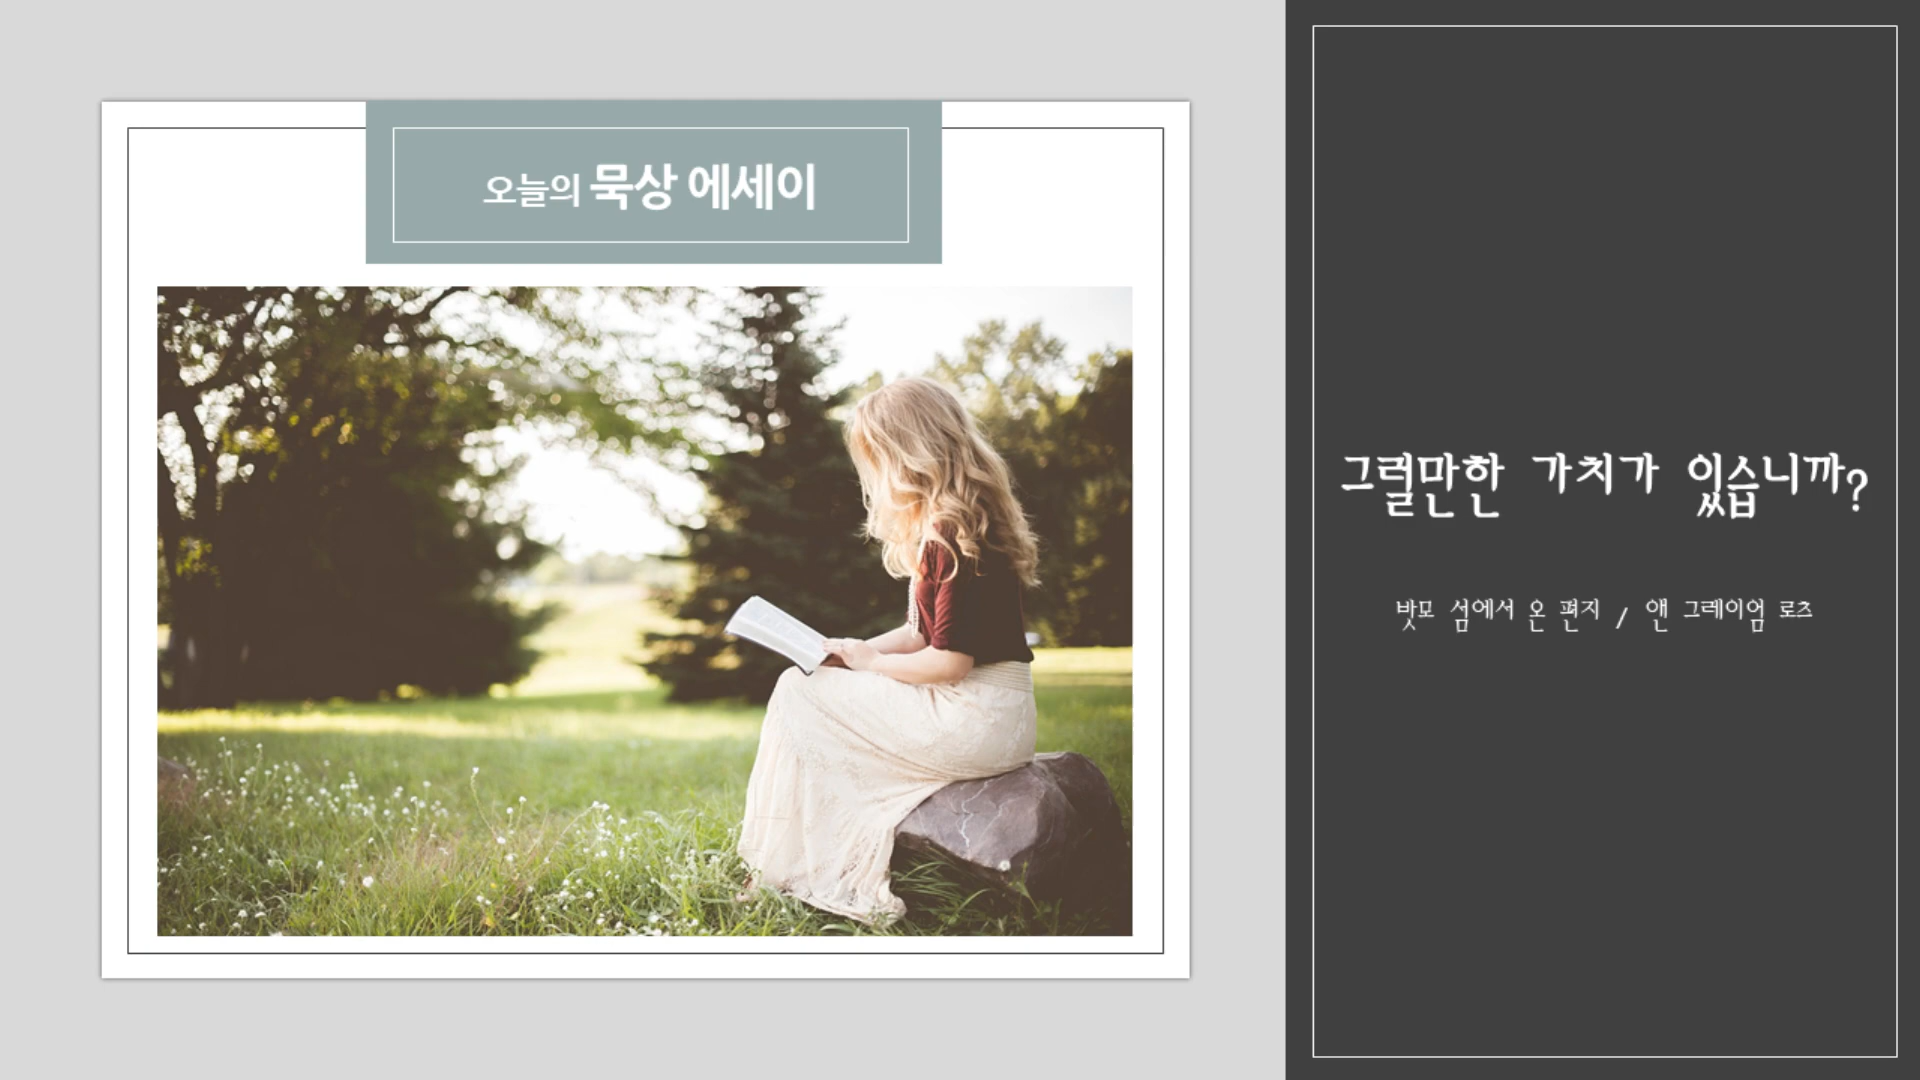 오늘의 묵상 에세이
그럴만한 가치가 있습니까?
밧모 섬에서 온 편지 / 앤 그레이엄 로츠